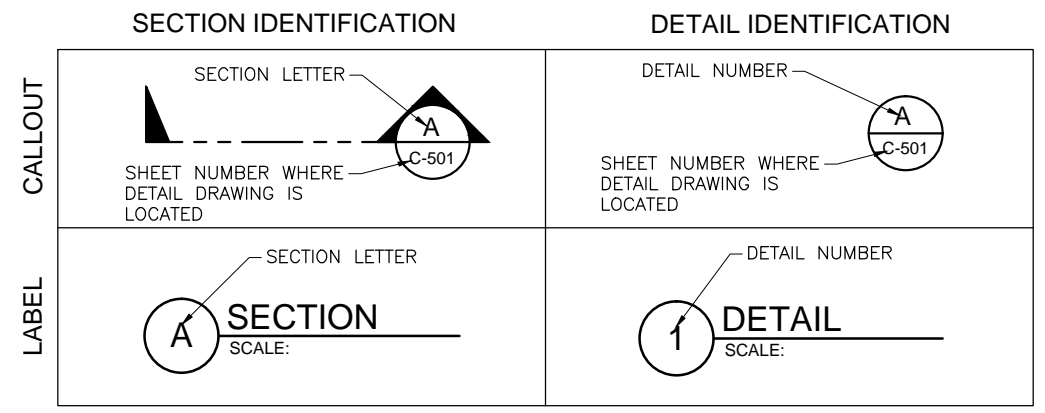 SECTION IDENTIFICATION
DETAIL IDENTIFICATION
CALLOUT
SECTION LETTER
A
C-501
SHEET NUMBER WHERE
DETAIL DRAWING IS
LOCATED
DETAIL NUMBER
A
C-501
SHEET NUMBER WHERE
DETAIL DRAWING IS
LOCATED
LABEL
SECTION LETTER
A
SECTION
SCALE:
DETAIL NUMBER
1
DETAIL
SCALE: